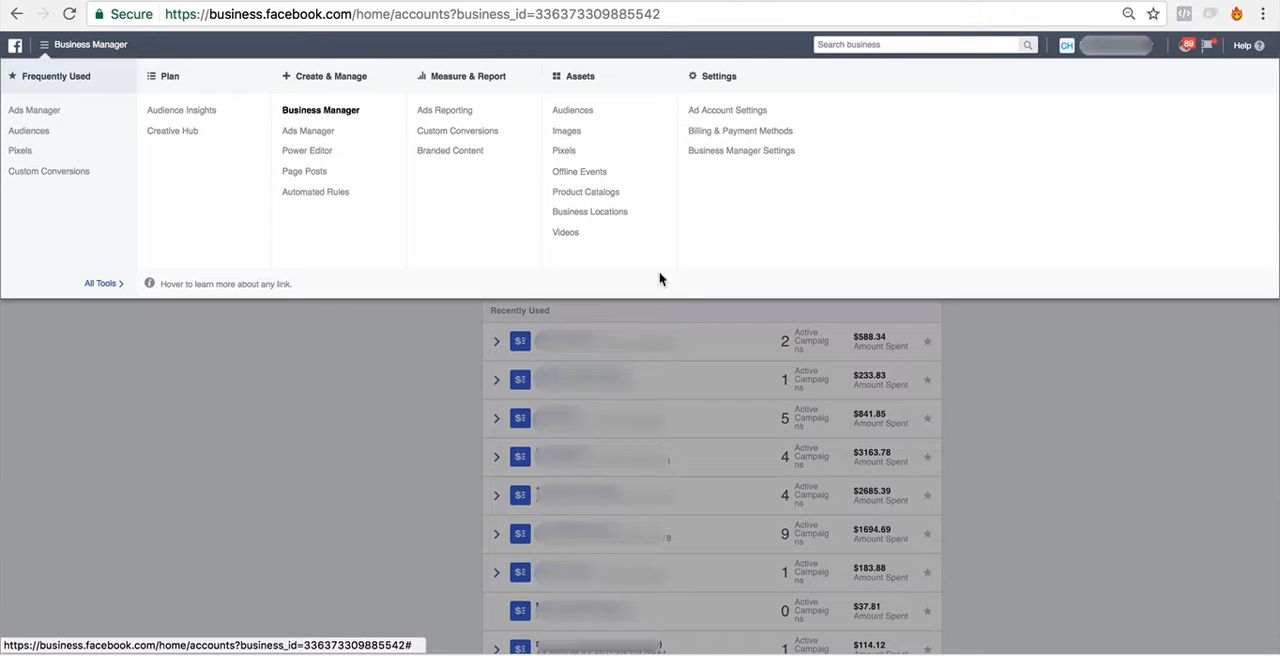 Secure
https://business.facebook.com/home/accounts?business_id=336373309885542
Business Manager
Search business
CH
89
Help
Frequently Used
Ads Manager
Audiences
Pixels
Custom Conversions
All Tools
Plan
Audience Insights
Creative Hub
Create & Manage
Business Manager
Ads Manager
Power Editor
Page Posts
Automated Rules
Measure & Report
Ads Reporting
Custom Conversions
Branded Content
Assets
Audiences
Images
Pixels
Offline Events
Product Catalogs
Business Locations
Videos
Settings
Ad Account Settings
Billing & Payment Methods
Business Manager Settings
Hover to learn more about any link.
Recently Used
2 Active Campaig ns $588.34 Amount Spent
1 Active Campaig ns $233.83 Amount Spent
5 Active Campaig ns $841.85 Amount Spent
4 Active Campaig ns $3163.78 Amount Spent
4 Active Campaig ns $2685.39 Amount Spent
9 Active Campaig ns $1694.69 Amount Spent
1 Active Campaig ns $183.88 Amount Spent
0 Active Campaig ns $37.81 Amount Spent
1 Active Campaig $114.12 Amount Spent
https://business.facebook.com/home/accounts?business_id=336373309885542#